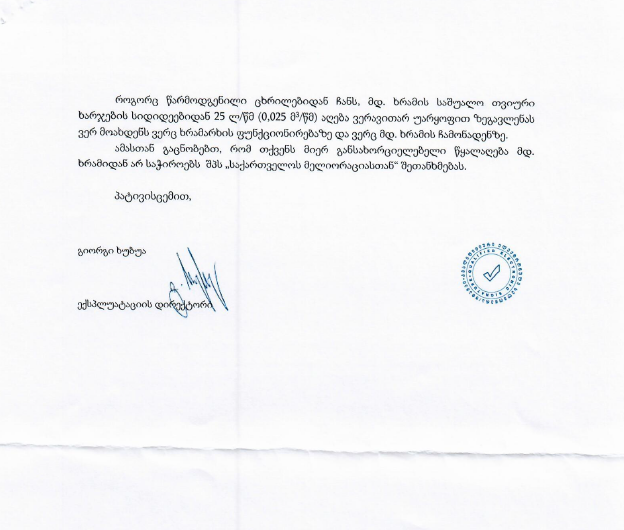 როგორც წარმოდგენილი ცხრილებიდან ჩანს, მდ. ხრამის საშუალო თვიური
ხარჯების სიდიდეებიდან 25 ლ/წმ (0,025 მ³/წმ) აღება ვერავითარ უარყოფით ზეგავლენას
ვერ მოახდენს ვერც ხრამარხის ფუნქციონირებაზე და ვერც მდ. ხრამის ჩამონადენზე.
ამასთან გაცნობებთ, რომ თქვენს მიერ განსახორციელებელი წყალაღება მდ.
ხრამიდან არ საჭიროებს შპს „საქართველოს მელიორაციასთან“ შეთანხმებას.
პატივისცემით,
გიორგი ხუბუა
ექსპლუატაციის დირექტორი